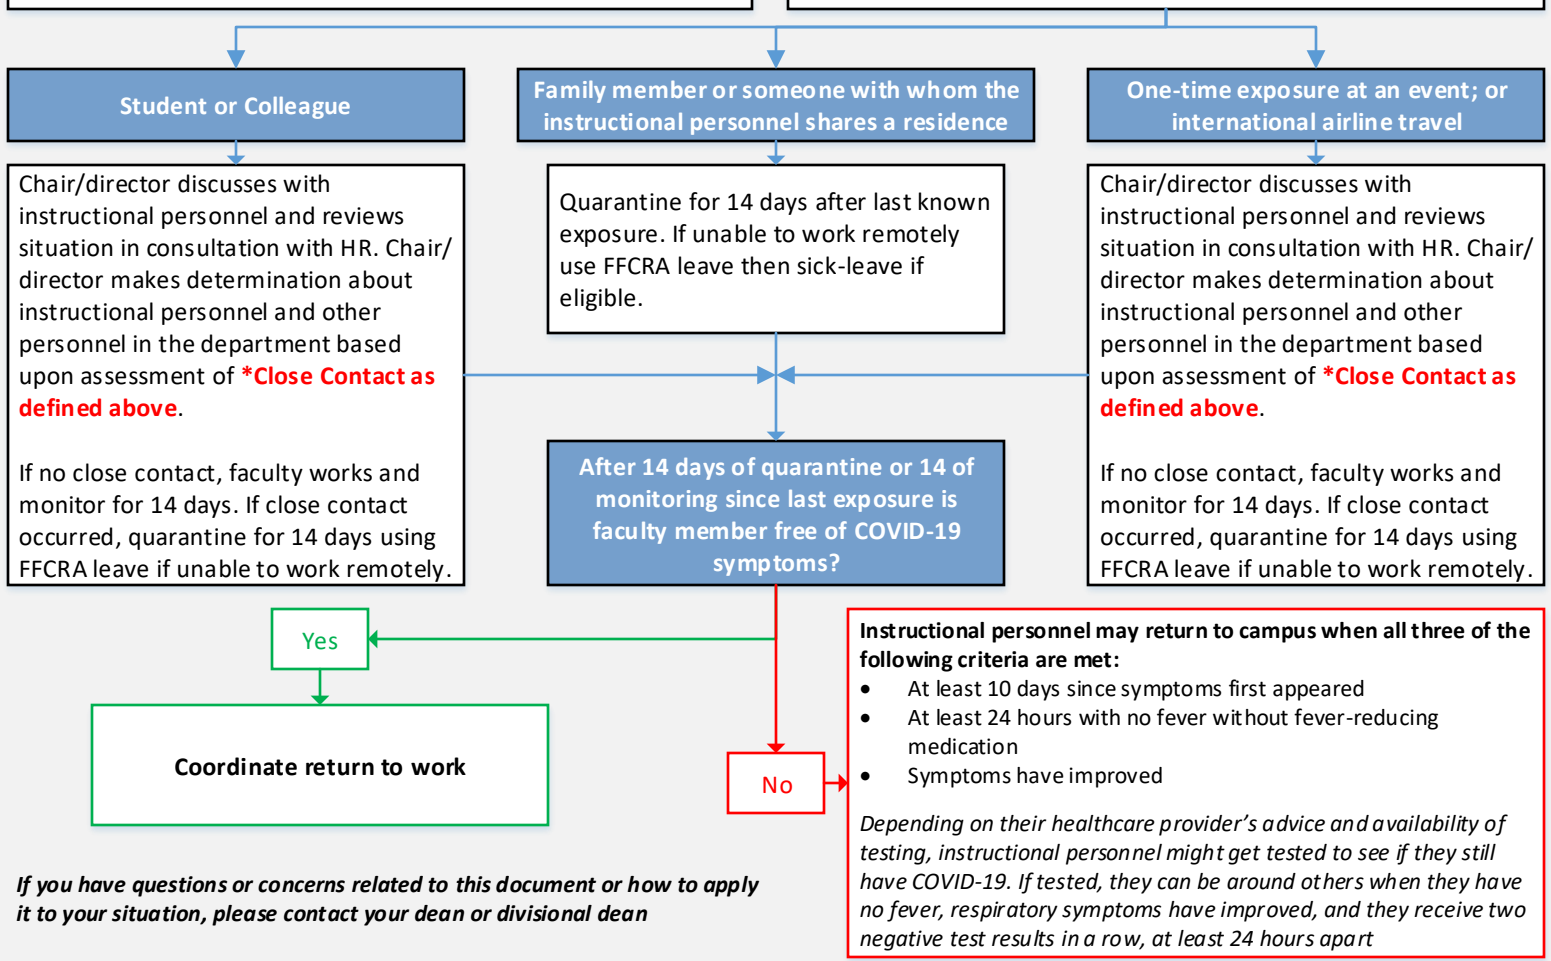 Student or Colleague
Family member or someone with whom the
instructional personnel shares a residence
One-time exposure at an event; or
international airline travel
Chair/director discusses with
instructional personnel and reviews
situation in consultation with HR. Chair/
director makes determination about
instructional personnel and other
personnel in the department based
upon assessment of *Close Contact as
defined above.
If no close contact, faculty works and
monitor for 14 days. If close contact
occurred, quarantine for 14 days using
FFCRA leave if unable to work remotely.
Quarantine for 14 days after last known
exposure. If unable to work remotely
use FFCRA leave then sick-leave if
eligible.
Chair/director discusses with
instructional personnel and reviews
situation in consultation with HR. Chair/
director makes determination about
instructional personnel and other
personnel in the department based
upon assessment of *Close Contact as
defined above.
If no close contact, faculty works and
monitor for 14 days. If close contact
occurred, quarantine for 14 days using
FFCRA leave if unable to work remotely.
After 14 days of quarantine or 14 of
monitoring since last exposure is
faculty member free of COVID-19
symptoms?
Yes
Coordinate return to work
No
Instructional personnel may return to campus when all three of the
following criteria are met:
• At least 10 days since symptoms first appeared
• At least 24 hours with no fever without fever-reducing
medication
• Symptoms have improved
Depending on their healthcare provider's advice and availability of
testing, instructional personnel might get tested to see if they still
have COVID-19. If tested, they can be around others when they have
no fever, respiratory symptoms have improved, and they receive two
negative test results in a row, at least 24 hours apart
If you have questions or concerns related to this document or how to apply
it to your situation, please contact your dean or divisional dean